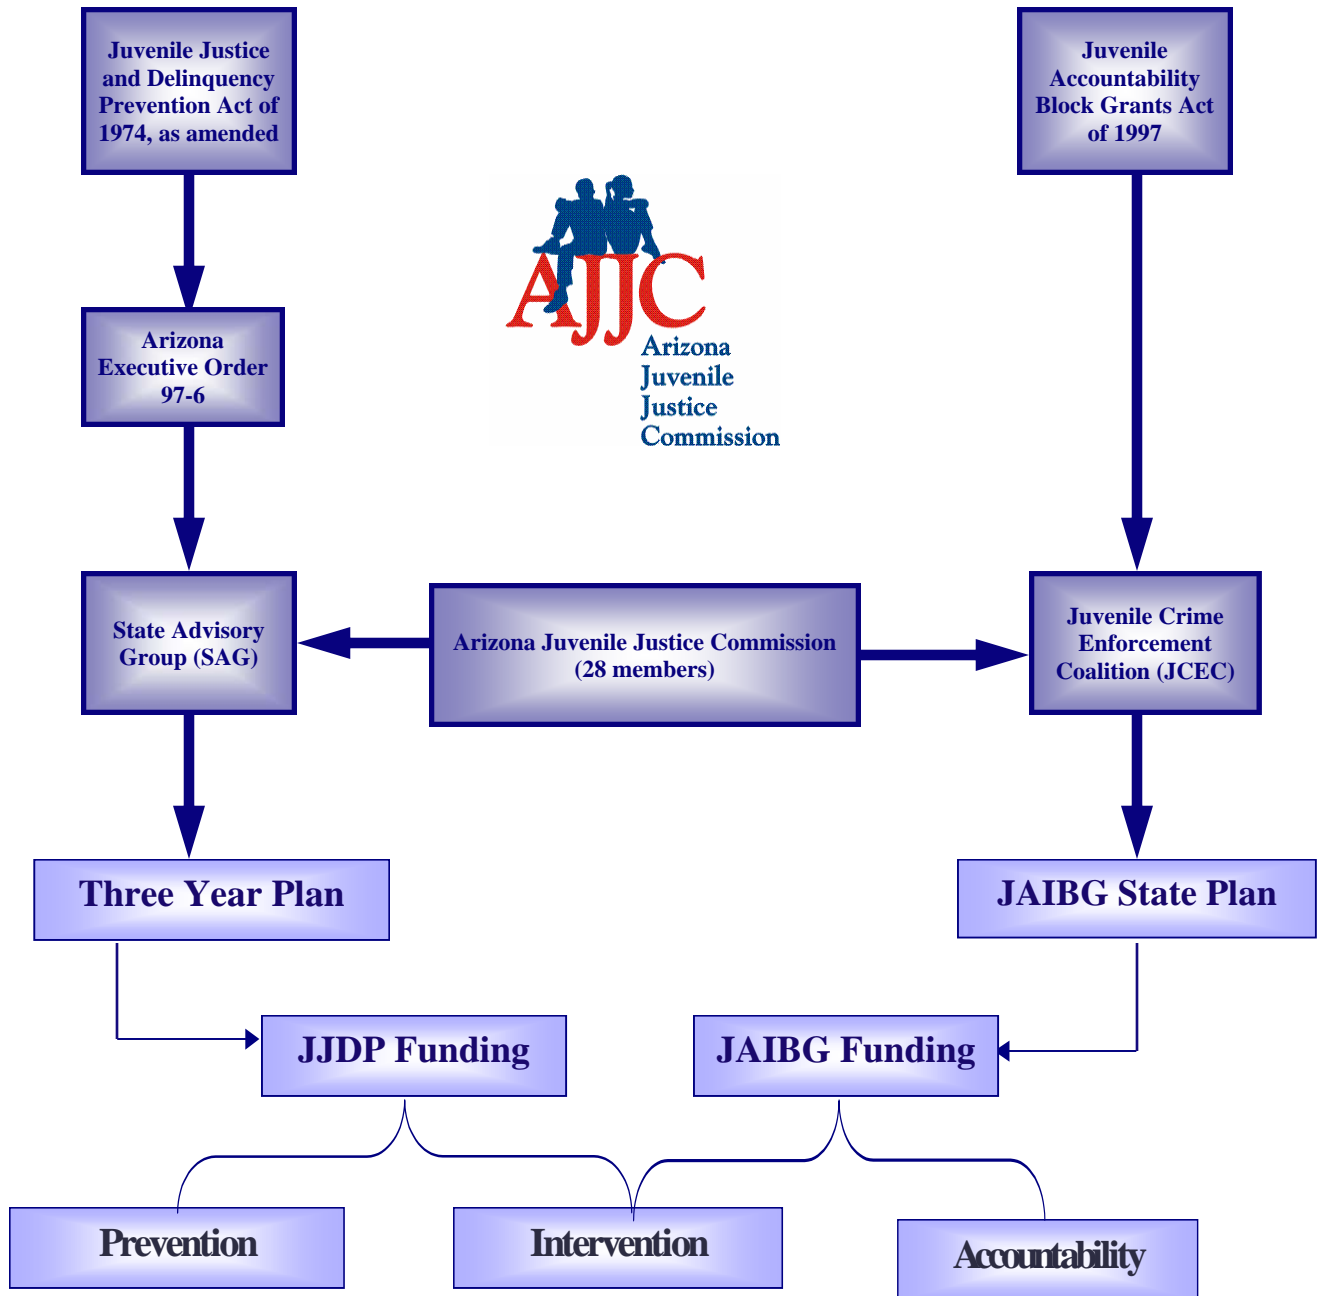 Juvenile Justice
and Delinquency
Prevention Act of
1974, as amended
Juvenile
Accountability
Block Grants Act
of 1997
AJJC
Arizona
Juvenile
Justice
Commission
Arizona
Executive Order
97-6
State Advisory
Group (SAG)
Arizona Juvenile Justice Commission
(28 members)
Juvenile Crime
Enforcement
Coalition (JCEC)
Three Year Plan
JAIBG State Plan
JJDP Funding
JAIBG Funding
Prevention
Intervention
Accountability